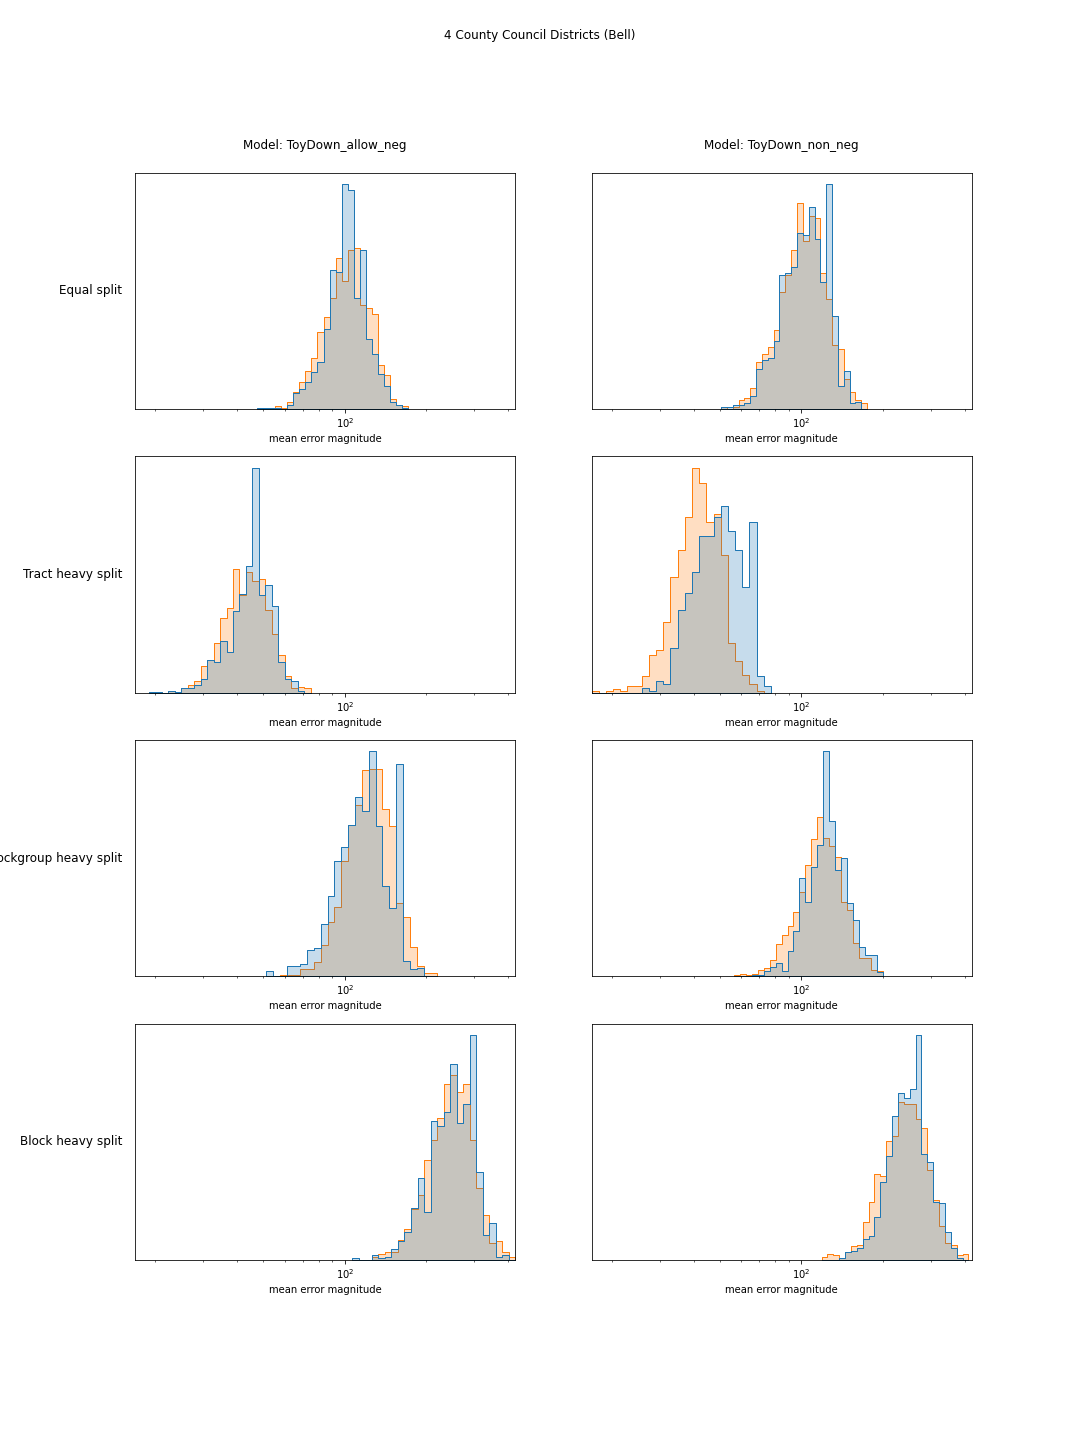 4 County Council Districts (Bell)
Model: ToyDown_allow_neg
Model: ToyDown_non_neg
Equal split
10²
mean error magnitude
10²
mean error magnitude
Tract heavy split
10²
mean error magnitude
10²
mean error magnitude
ockgroup heavy split
10²
mean error magnitude
10²
mean error magnitude
Block heavy split
10²
mean error magnitude
10²
mean error magnitude